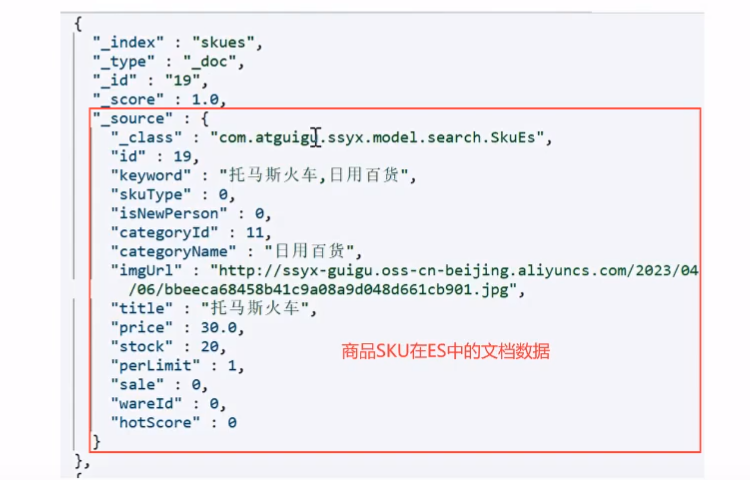 {
"_index" : "skues",
"_type" : "_doc",
"_id" : "19",
"_score" : 1.0,
"_source" : {
"_class" : "com.atguigu.ssyx.model.search.SkuEs",
"id" : 19,
"keyword" : "托马斯火车,日用百货",
"skuType" : 0,
"isNewPerson" : 0,
"categoryId" : 11,
"categoryName" : "日用百货",
"imgUrl" : "http://ssyx-guigu.oss-cn-beijing.aliyuncs.com/2023/04
/06/bbeeca68458b41c9a08a9d048d661cb901.jpg",
"title" : "托马斯火车",
"price" : 30.0,
"stock" : 20,
商品SKU在ES中的文档数据
"perLimit" : 1,
"sale" : 0,
"wareId" : 0,
"hotScore" : 0
}
},